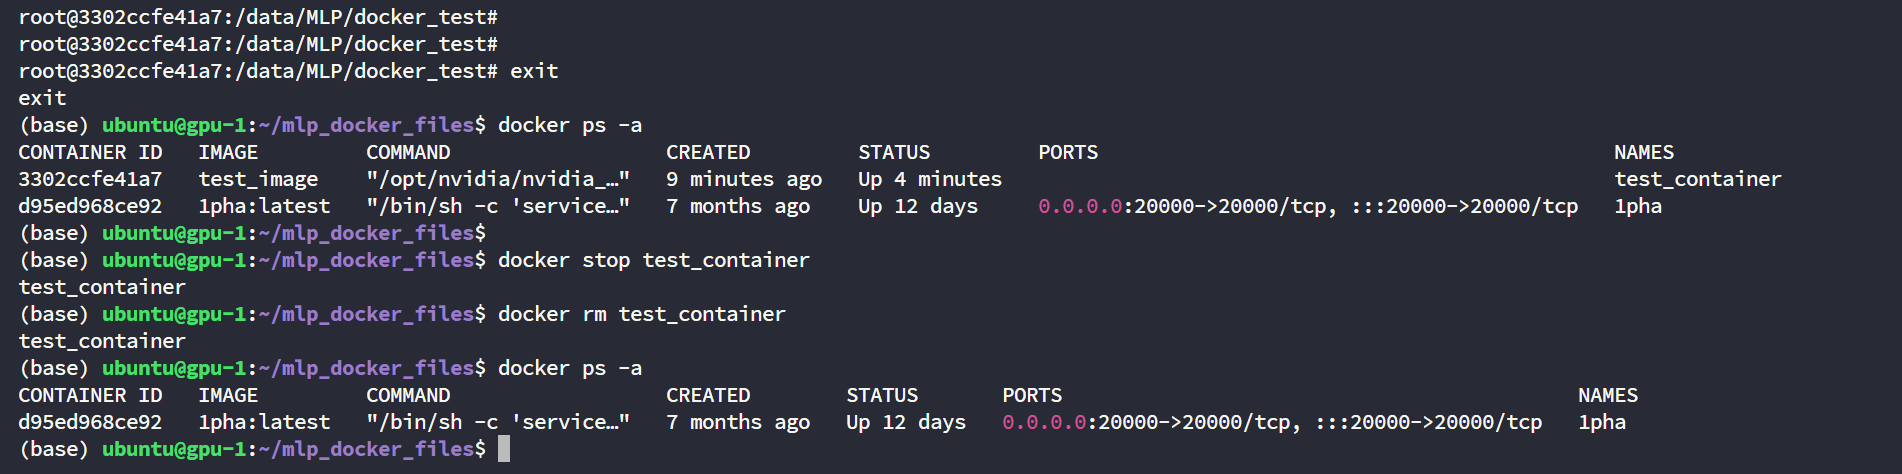 root@3302ccfe41a7:/data/MLP/docker_test#
root@3302ccfe41a7:/data/MLP/docker_test#
root@3302ccfe41a7:/data/MLP/docker_test# exit
exit
(base) ubuntu@gpu-1:~/mlp_docker_files$ docker ps -a
CONTAINER ID   IMAGE         COMMAND                  CREATED         STATUS         PORTS                                           NAMES
3302ccfe41a7   test_image    "/opt/nvidia/nvidia_…"   9 minutes ago   Up 4 minutes                                                   test_container
d95ed968ce92   1pha:latest   "/bin/sh -c 'service…"   7 months ago    Up 12 days     0.0.0.0:20000->20000/tcp, :::20000->20000/tcp   1pha
(base) ubuntu@gpu-1:~/mlp_docker_files$
(base) ubuntu@gpu-1:~/mlp_docker_files$ docker stop test_container
test_container
(base) ubuntu@gpu-1:~/mlp_docker_files$ docker rm test_container
test_container
(base) ubuntu@gpu-1:~/mlp_docker_files$ docker ps -a
CONTAINER ID   IMAGE         COMMAND                  CREATED        STATUS       PORTS                                           NAMES
d95ed968ce92   1pha:latest   "/bin/sh -c 'service…"   7 months ago   Up 12 days   0.0.0.0:20000->20000/tcp, :::20000->20000/tcp   1pha
(base) ubuntu@gpu-1:~/mlp_docker_files$